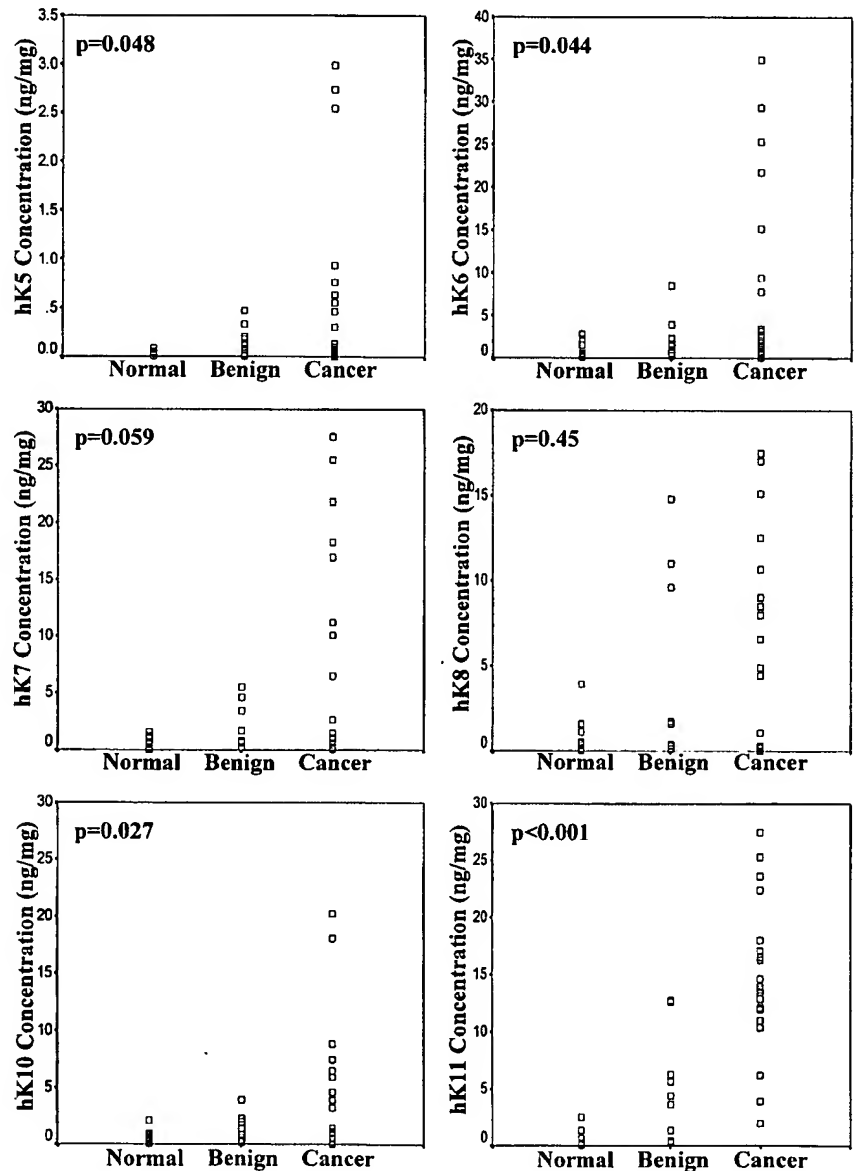 p=0.048
hK5 Concentration (ng/mg)
3.5
3.0
2.5
2.0
1.5
1.0
.5
0.0
Normal Benign Cancer
p=0.044
hK6 Concentration (ng/mg)
40
35
30
25
20
15
10
5
0
Normal Benign Cancer
p=0.059
hK7 Concentration (ng/mg)
30
25
20
15
10
5
0
Normal Benign Cancer
p=0.45
hK8 Concentration (ng/mg)
20
15
10
5
0
Normal Benign Cancer
p=0.027
hK10 Concentration (ng/mg)
30
25
20
15
10
5
0
Normal Benign Cancer
p<0.001
hK11 Concentration (ng/mg)
30
25
20
15
10
5
0
Normal Benign Cancer